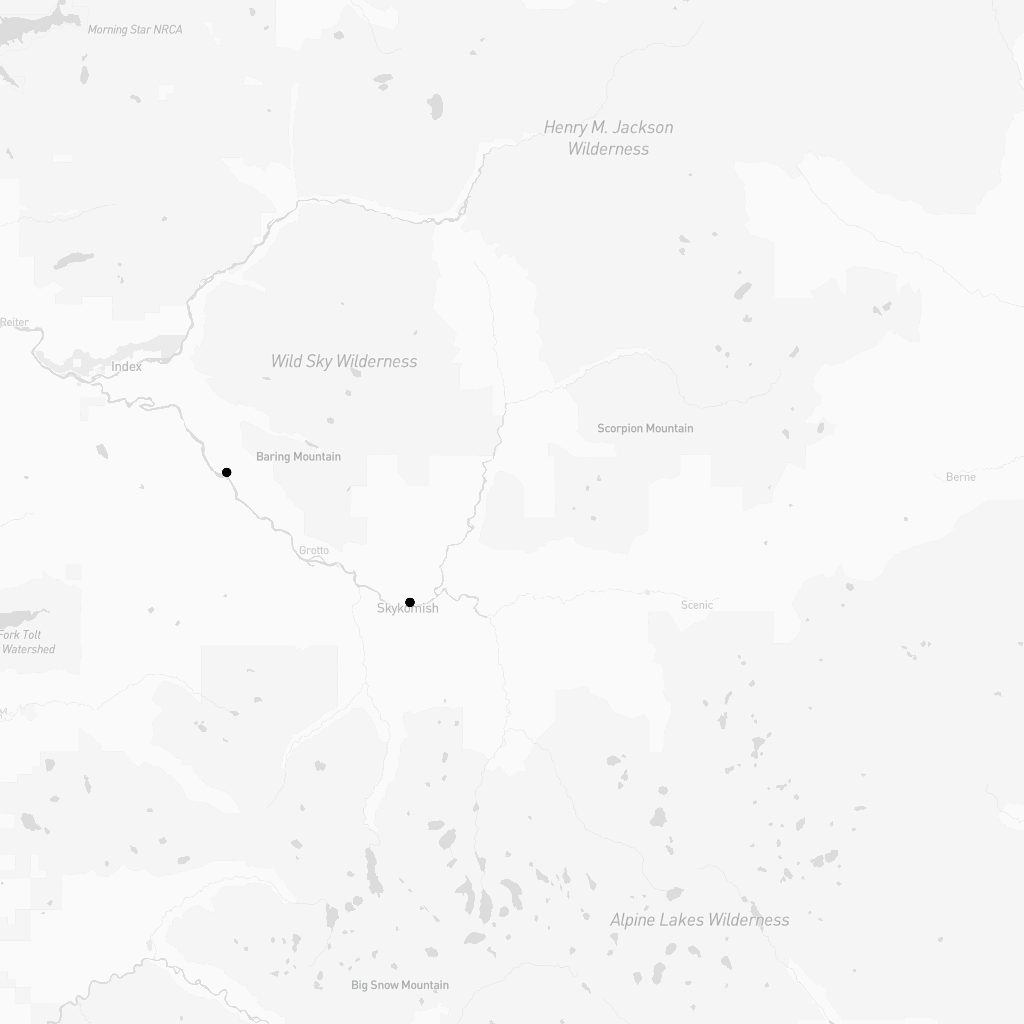 Morning Star NRCA
Henry M. Jackson
Wilderness
Reiter
Index
Wild Sky Wilderness
Scorpion Mountain
Baring Mountain
Berne
Grotto
Skykomish
Scenic
Fork Tolt
Watershed
Alpine Lakes Wilderness
Big Snow Mountain